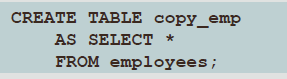 CREATE TABLE copy_emp
AS SELECT *
FROM employees;